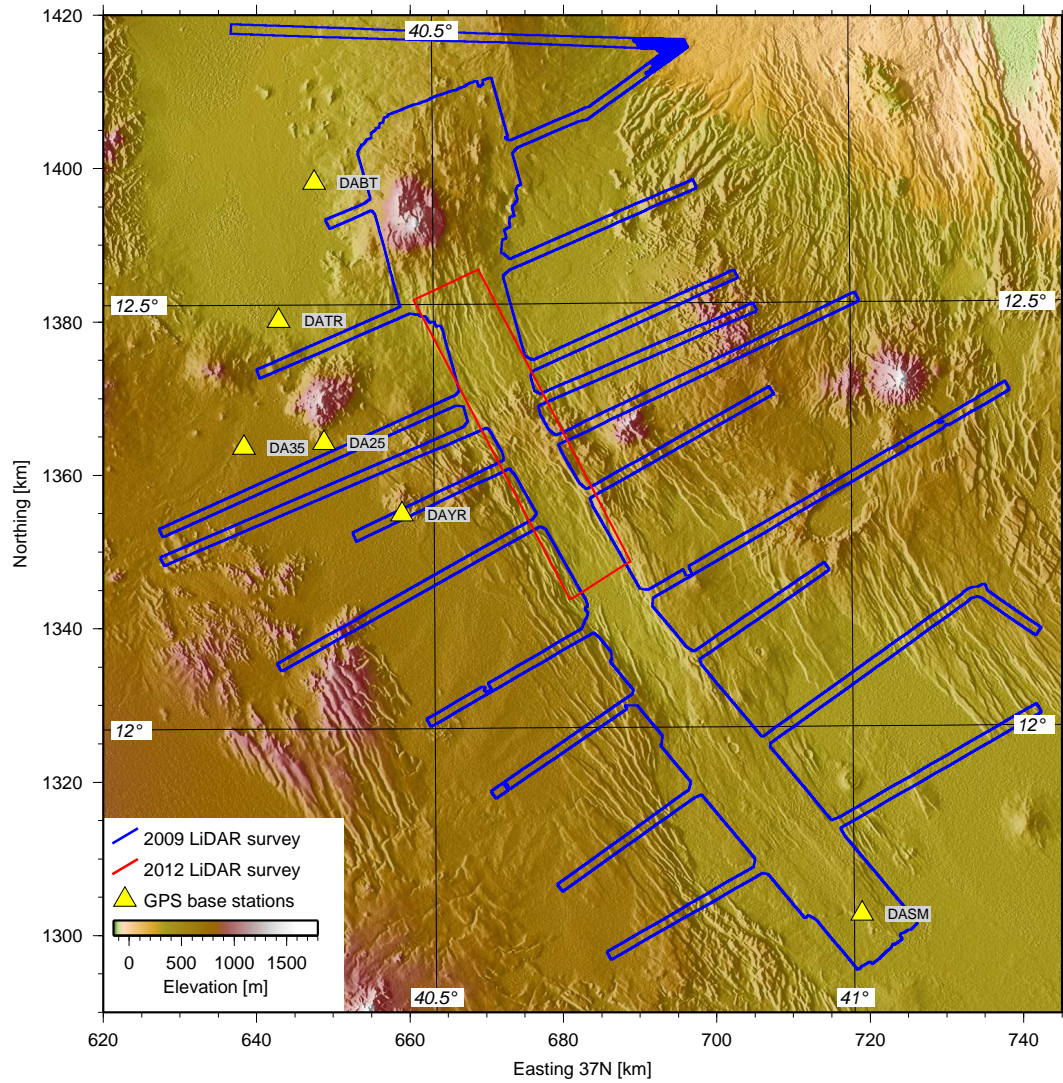 1420
1400
1380
1360
1340
1320
1300
Northing [km]
40.5°
DABT
12.5°
12.5°
DATR
DA35
DA25
DAYR
12°
12°
DASM
2009 LiDAR survey
2012 LiDAR survey
GPS base stations
0 500 1000 1500
Elevation [m]
40.5°
41°
620 640 660 680 700 720 740
Easting 37N [km]